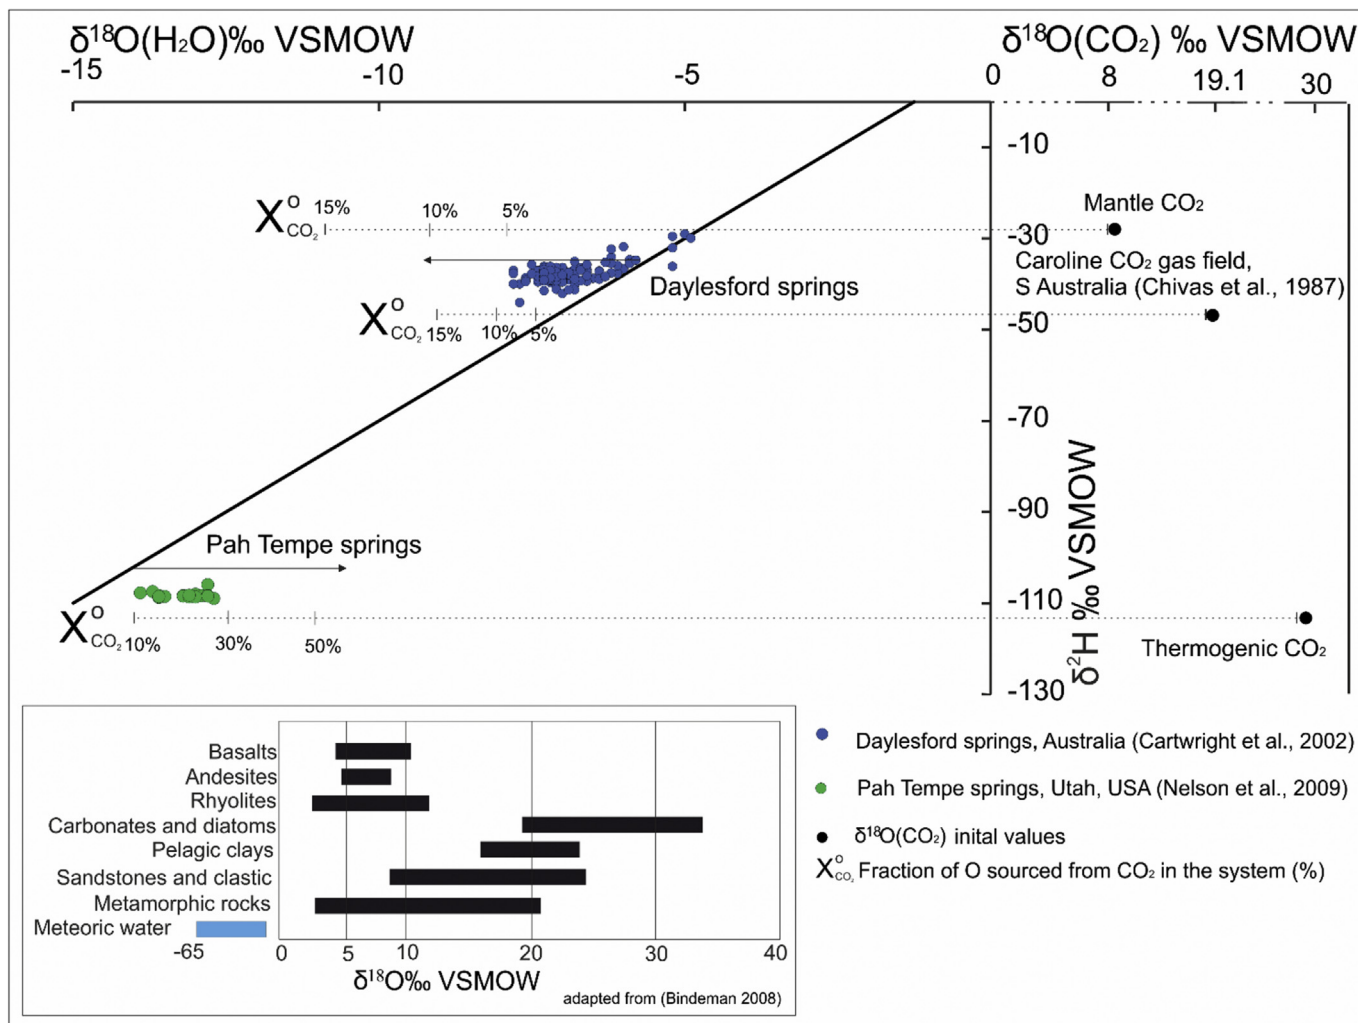 δ¹⁸O(H₂O)‰ VSMOW
δ¹⁸O(CO₂) ‰ VSMOW
-15
-10
-5
0
8
19.1
30
-10
-30
-50
-70
-90
-110
-130
δ²H ‰ VSMOW
X O CO₂ 15% 10% 5%
Mantle CO₂
Caroline CO₂ gas field,
S Australia (Chivas et al., 1987)
Daylesford springs
X O CO₂ 15% 10% 5%
Pah Tempe springs
X O CO₂ 10% 30% 50%
Thermogenic CO₂
Basalts
Andesites
Rhyolites
Carbonates and diatoms
Pelagic clays
Sandstones and clastic
Metamorphic rocks
Meteoric water
-65
0 5 10 20 30 40
δ¹⁸O‰ VSMOW
adapted from (Bindeman 2008)
Daylesford springs, Australia (Cartwright et al., 2002)
Pah Tempe springs, Utah, USA (Nelson et al., 2009)
δ¹⁸O(CO₂) inital values
X O CO₂ Fraction of O sourced from CO₂ in the system (%)